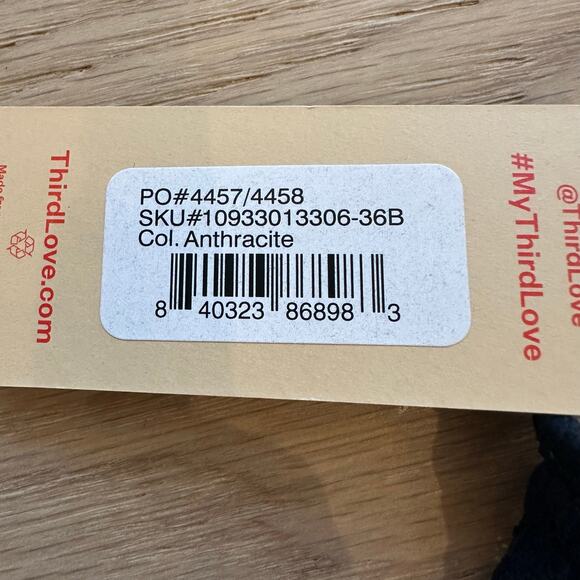 PO#4457/4458
SKU#10933013306-36B
Col. Anthracite
8 40323 86898 3
ThirdLove.com
#MyThirdLove
@ThirdLove